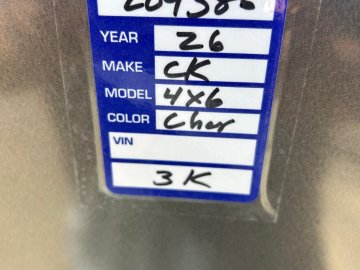 YEAR 26
MAKE CK
MODEL 4x6
COLOR Char
VIN
3K